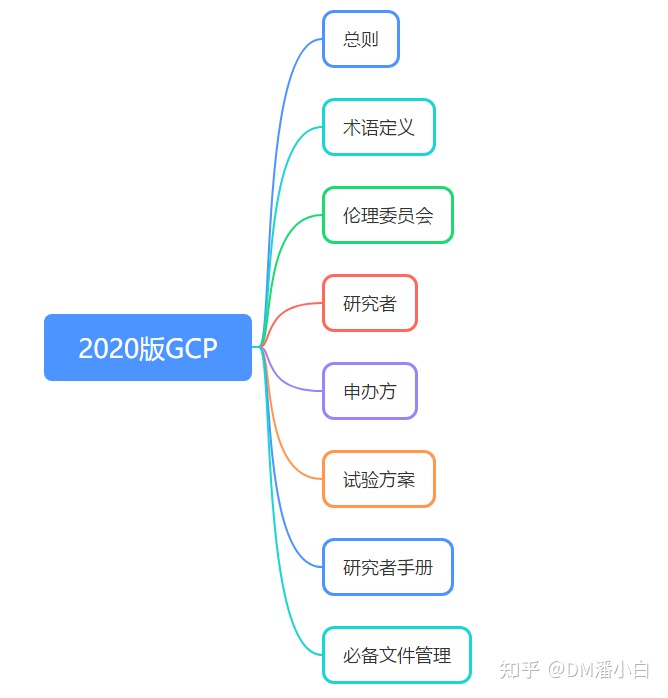 总则
术语定义
伦理委员会
研究者
2020版GCP
申办方
试验方案
研究者手册
必备文件管理
知乎 @DM潘小白